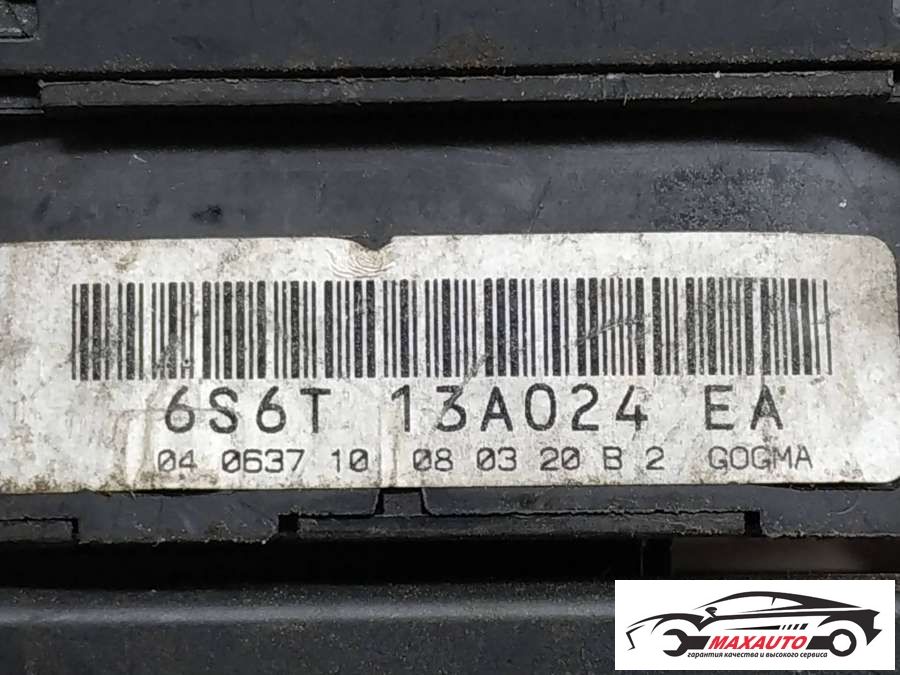 6S6T 13A024 EA
04 0637 10 08 03 20 B 2 GOGMA
MAXAUTO
гарантия качества и высокого сервиса